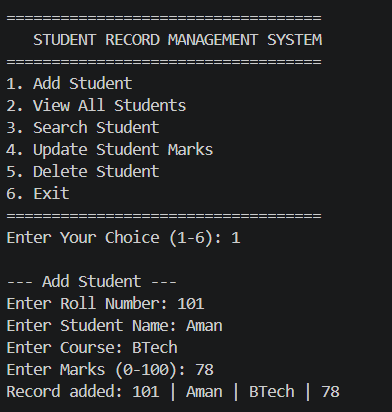 ===================================
   STUDENT RECORD MANAGEMENT SYSTEM
===================================
1. Add Student
2. View All Students
3. Search Student
4. Update Student Marks
5. Delete Student
6. Exit
===================================
Enter Your Choice (1-6): 1

--- Add Student ---
Enter Roll Number: 101
Enter Student Name: Aman
Enter Course: BTech
Enter Marks (0-100): 78
Record added: 101 | Aman | BTech | 78